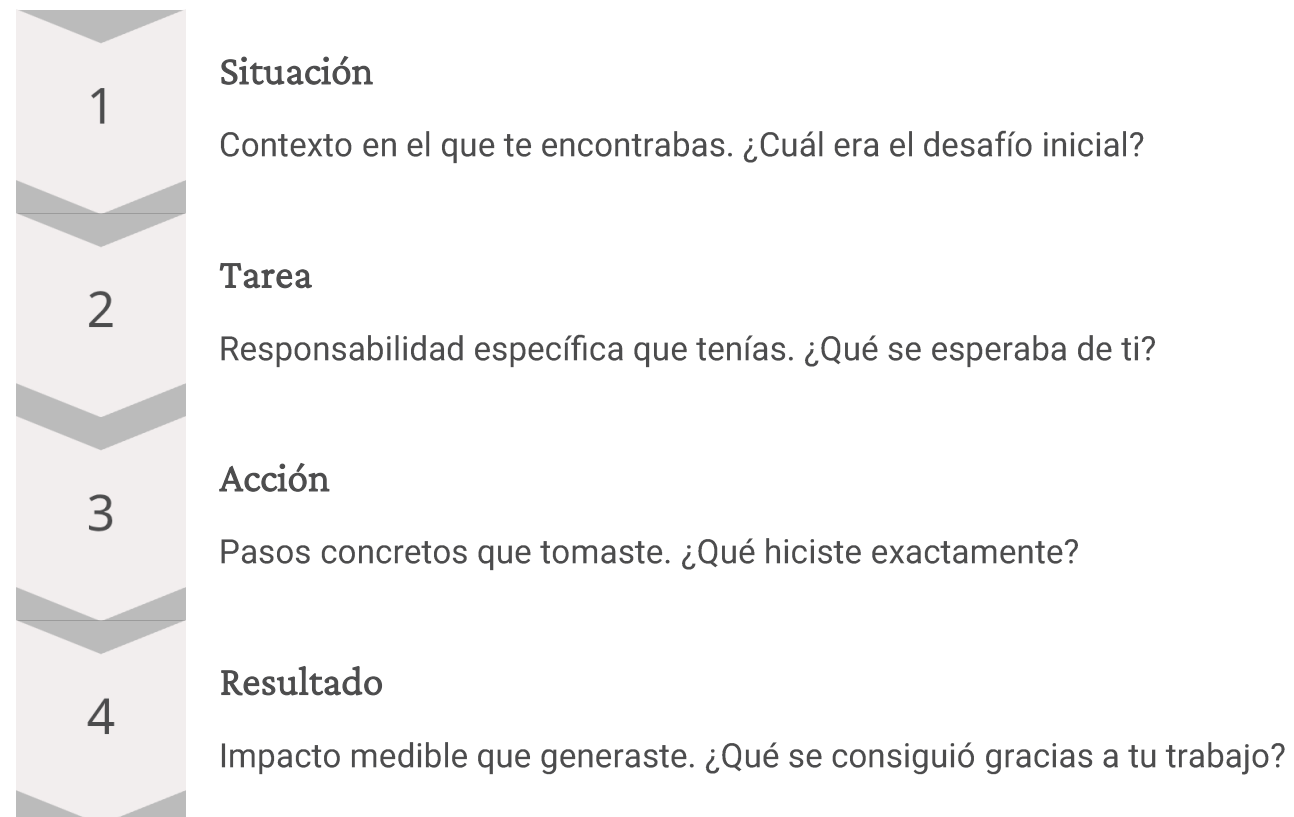 1
Situación
Contexto en el que te encontrabas. ¿Cuál era el desafío inicial?
2
Tarea
Responsabilidad específica que tenías. ¿Qué se esperaba de ti?
3
Acción
Pasos concretos que tomaste. ¿Qué hiciste exactamente?
4
Resultado
Impacto medible que generaste. ¿Qué se consiguió gracias a tu trabajo?